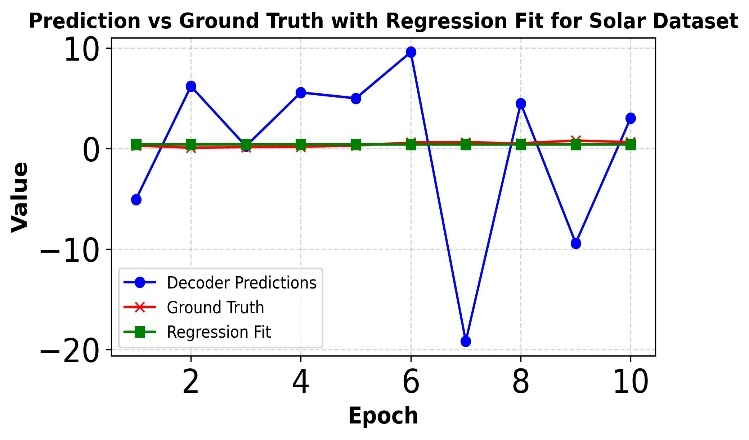 Prediction vs Ground Truth with Regression Fit for Solar Dataset
10
0
−10
−20
Value
Decoder Predictions
Ground Truth
Regression Fit
2 4 6 8 10
Epoch